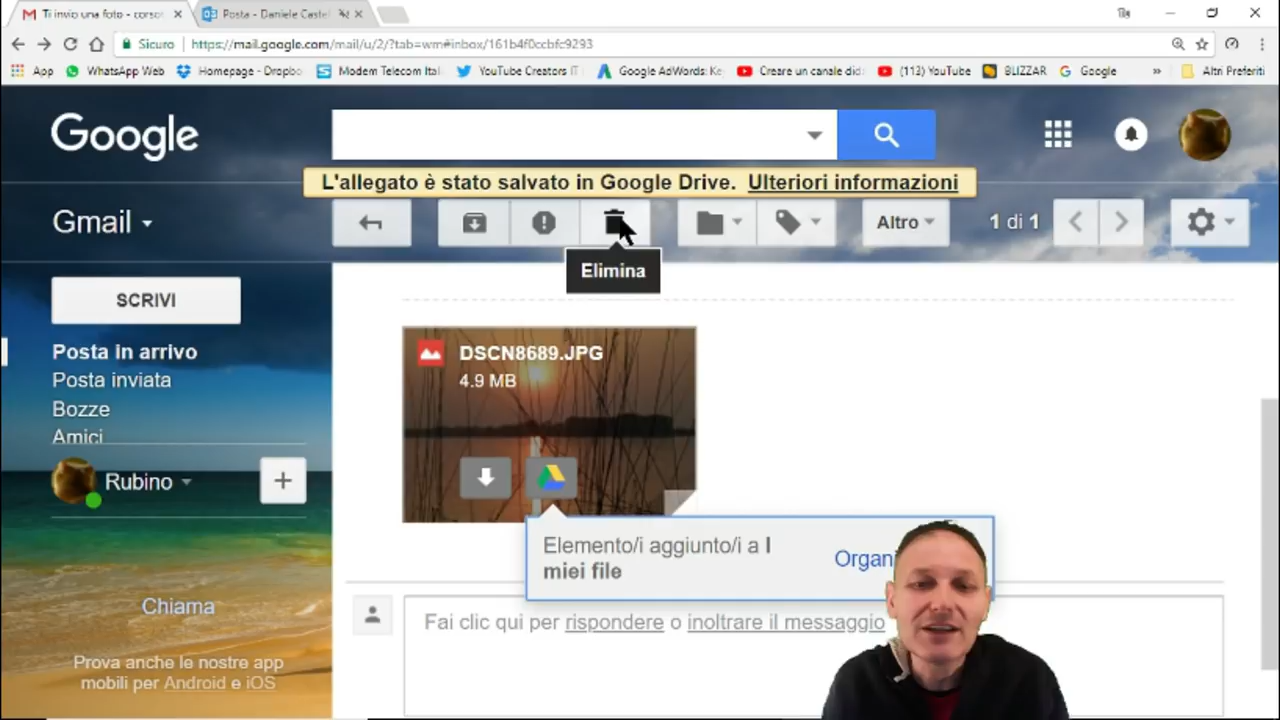 Ti invio una foto - corso
Posta - Daniele Castel
Sicuro
https://mail.google.com/mail/u/2/?tab=wm#inbox/161b4f0ccbfc9293
App
WhatsApp Web
Homepage - Dropbo
Modem Telecom Ital
YouTube Creators IT
Google AdWords: Ke
Creare un canale did
(112) YouTube
BLIZZAR
Google
»
Altri Preferiti
Google
L'allegato è stato salvato in Google Drive. Ulteriori informazioni
Gmail
Altro
1 di 1
Elimina
SCRIVI
Posta in arrivo
Posta inviata
Bozze
Amici
Rubino
DSCN8689.JPG
4.9 MB
Elemento/i aggiunto/i a I
miei file
Organi
Fai clic qui per rispondere o inoltrare il messaggio
Chiama
Prova anche le nostre app
mobili per Android e iOS